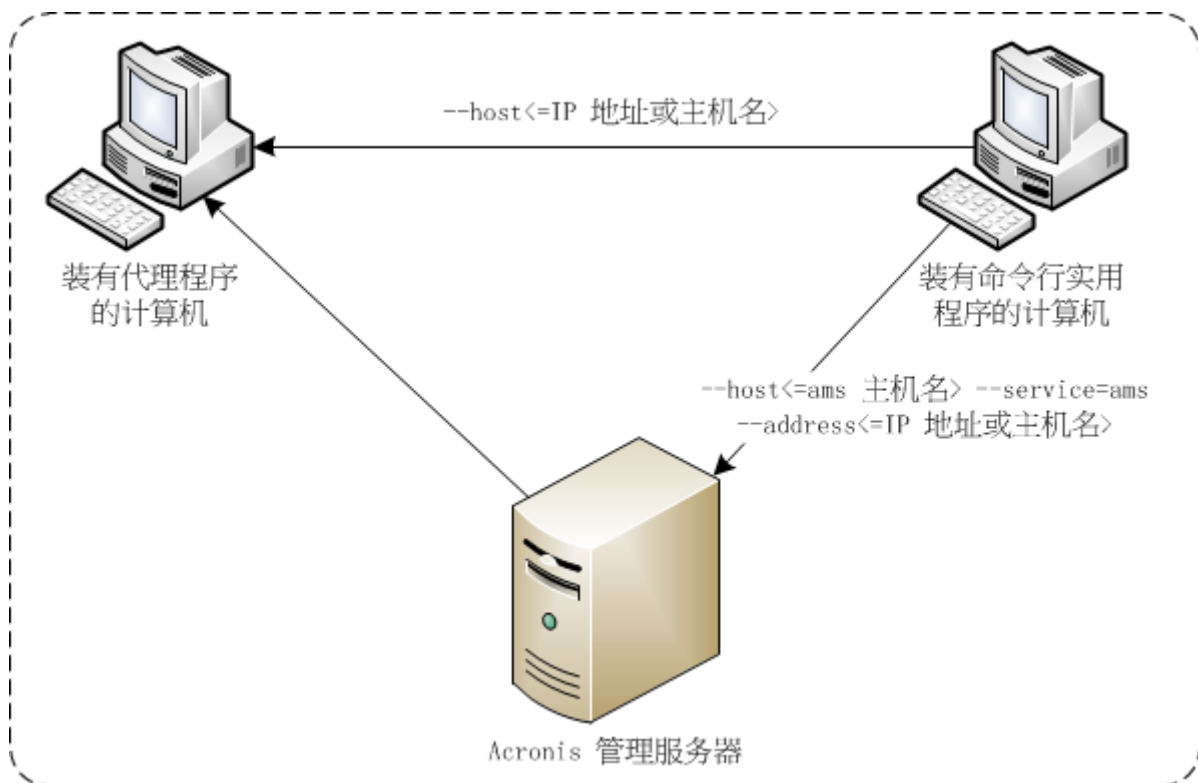 --host<=IP 地址或主机名>
装有代理程序
的计算机
装有命令行实用
程序的计算机
--host<=ams 主机名> --service=ams
--address<=IP 地址或主机名>
Acronis 管理服务器